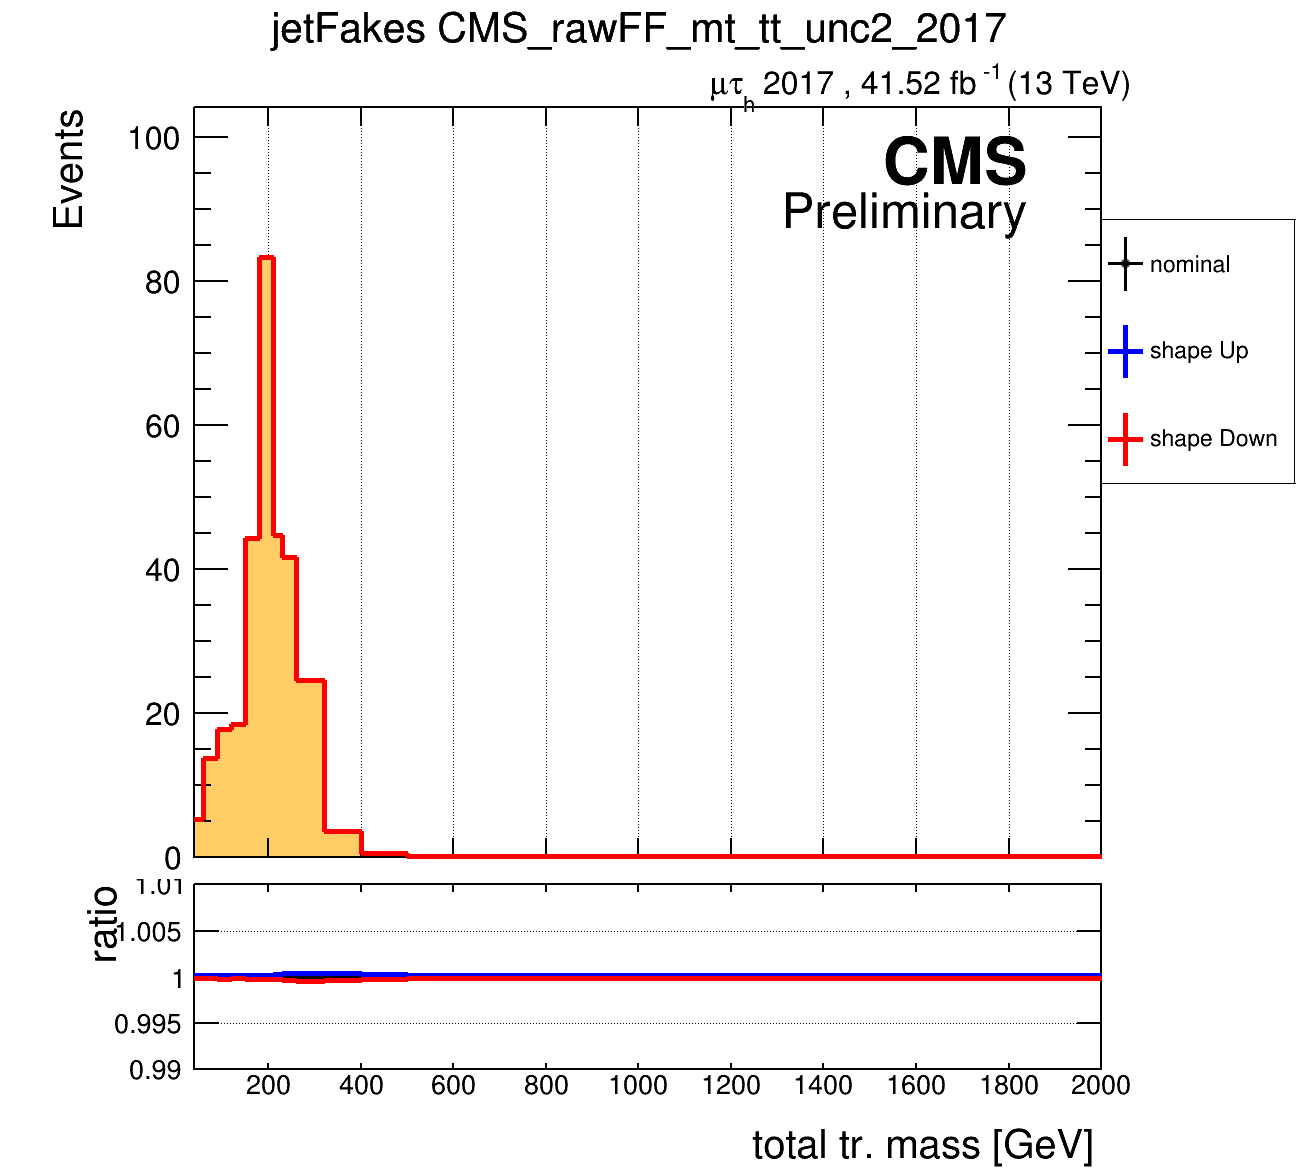 jetFakes CMS_rawFF_mt_tt_unc2_2017
μτh 2017 , 41.52 fb-1 (13 TeV)
Events
100
80
60
40
20
0
CMS
Preliminary
nominal
shape Up
shape Down
ratio
1.01
1.005
1
0.995
0.99
200 400 600 800 1000 1200 1400 1600 1800 2000
total tr. mass [GeV]